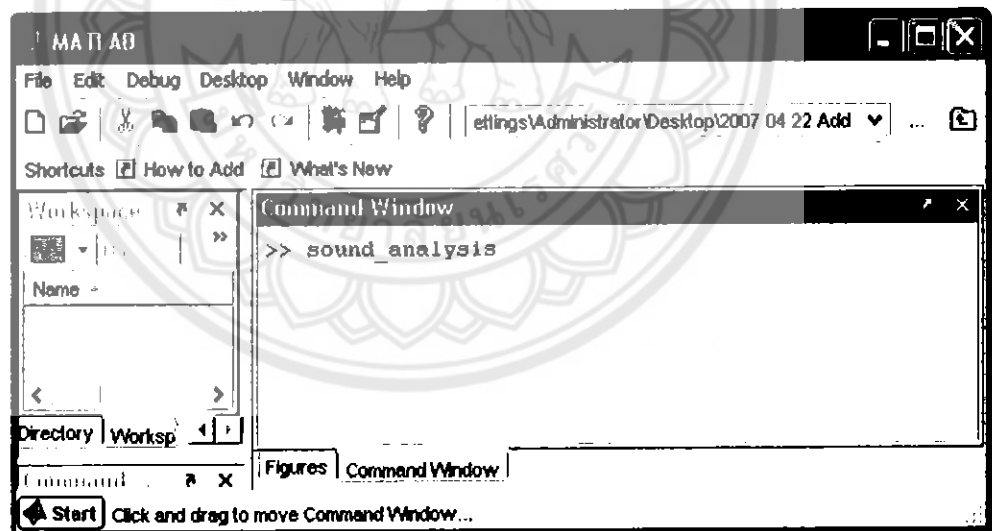 MATLAB
File Edit Debug Desktop Window Help
ettings\Administrator\Desktop\2007 04 22 Add ...
Shortcuts How to Add What's New
Workspace
Command Window
>> sound_analysis
Name
Directory Worksp
Figures Command Window
Command
Start Click and drag to move Command Window...